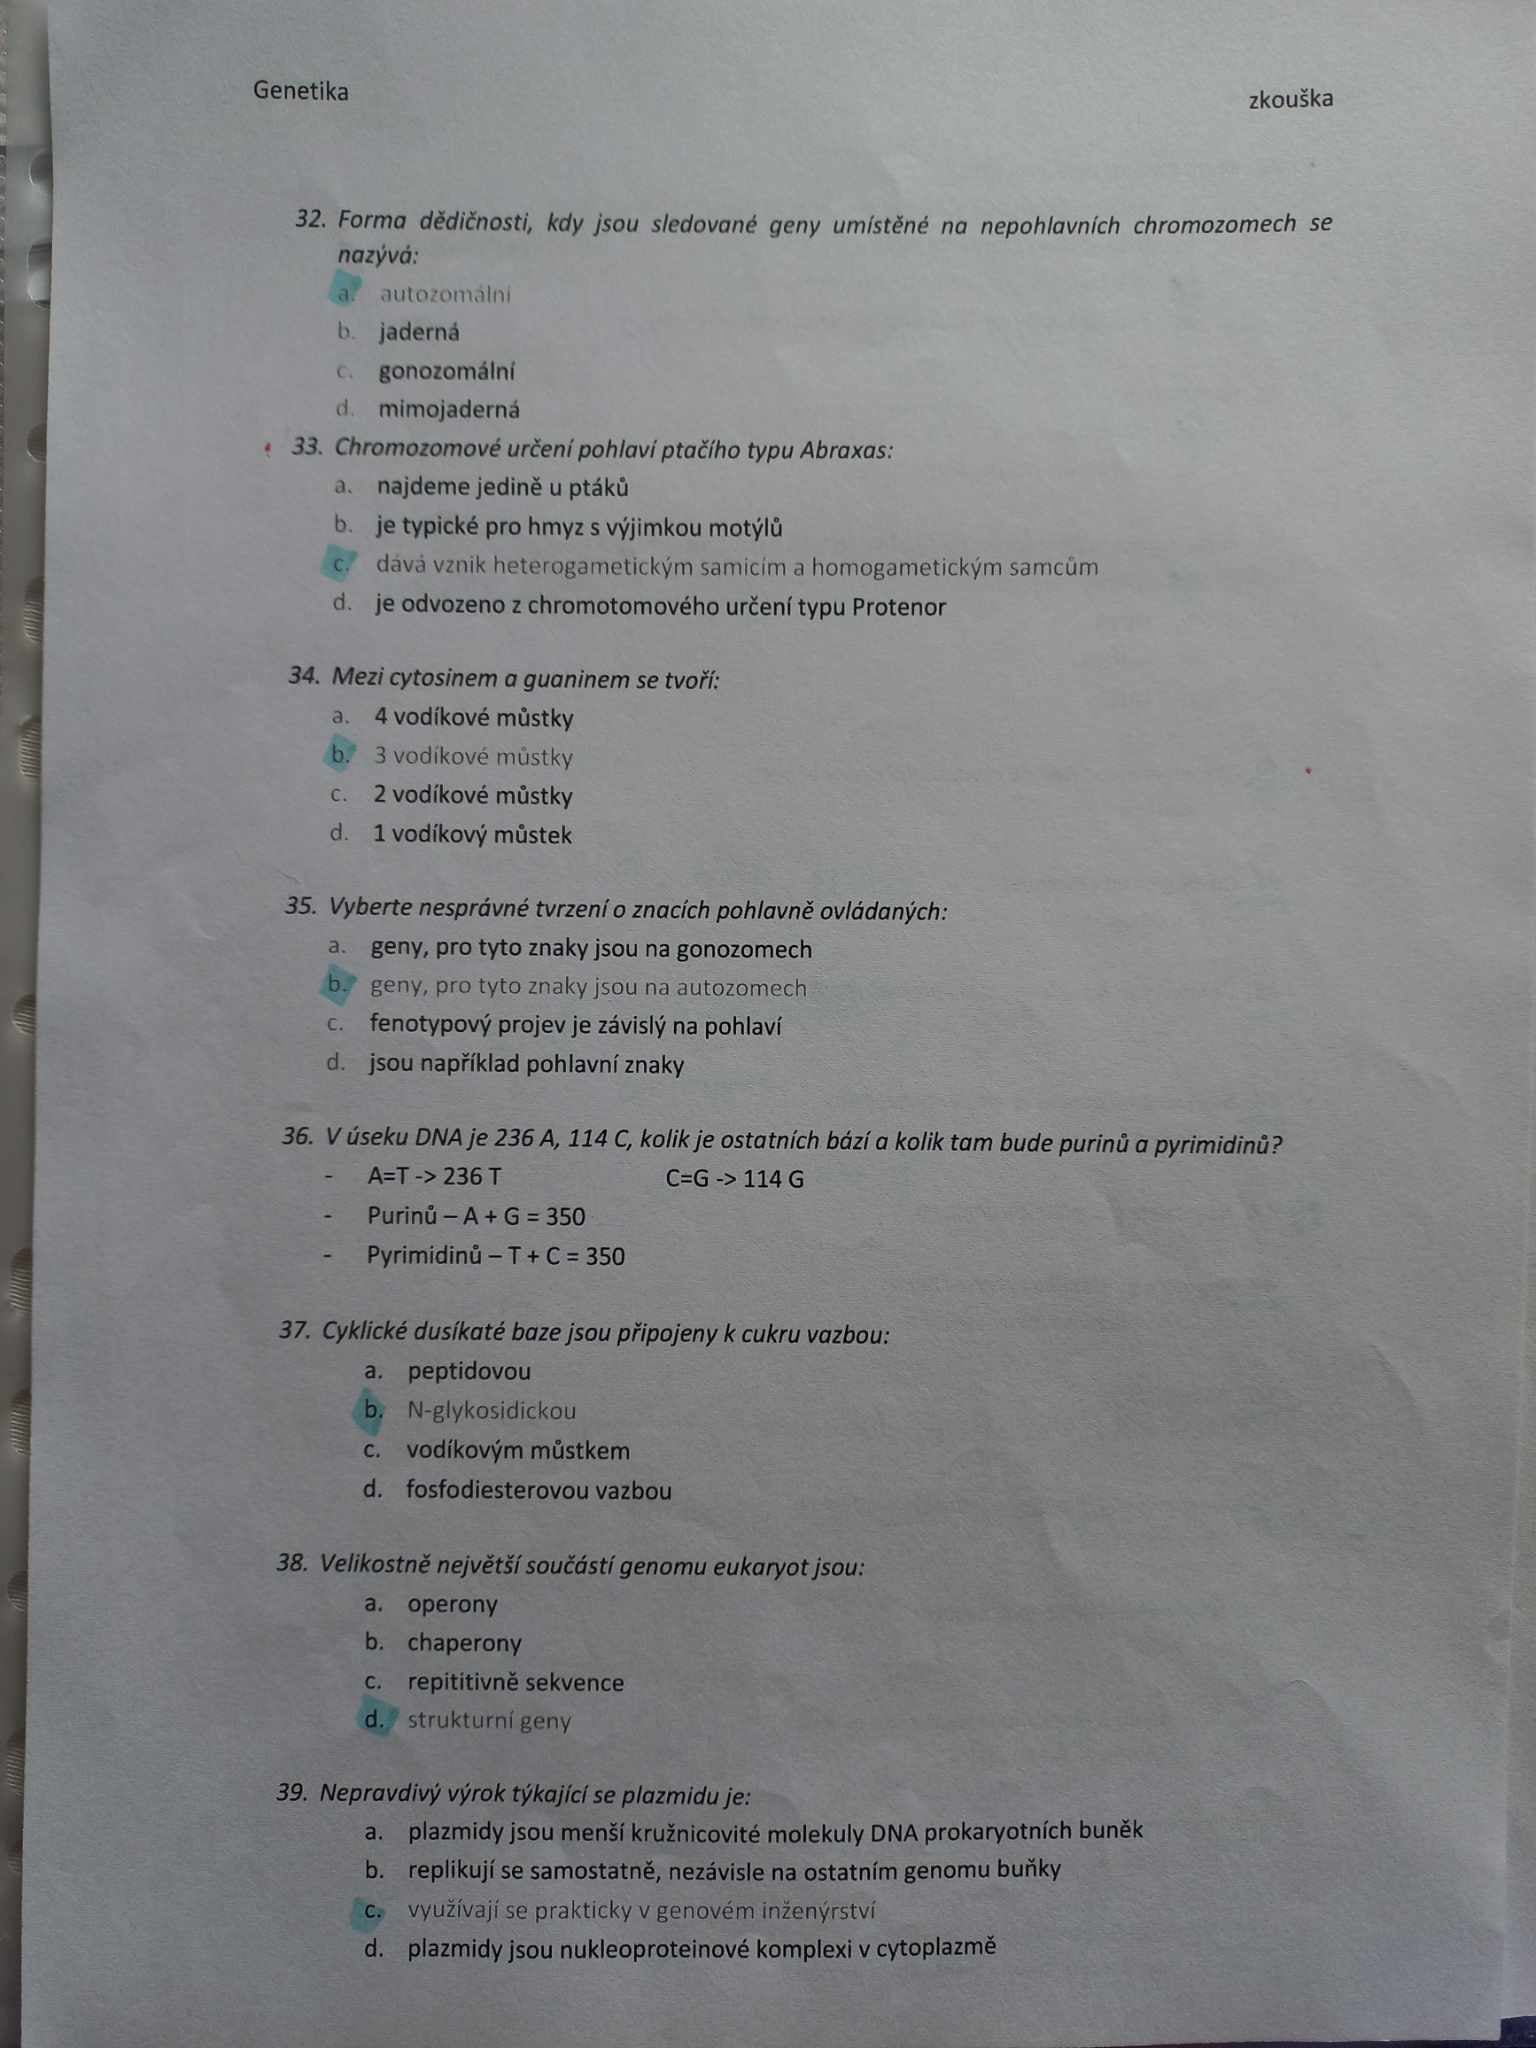 Genetika
zkouška
32. Forma dědičnosti, kdy jsou sledované geny umístěné na nepohlavních chromozomech se
nazývá:
a. autozomální
b. jaderná
c. gonozomální
d. mimojaderná
33. Chromozomové určení pohlaví ptačího typu Abraxas:
a. najdeme jedině u ptáků
b. je typické pro hmyz s výjimkou motýlů
c. dává vznik heterogametickým samicím a homogametickým samcům
d. je odvozeno z chromotomového určení typu Protenor
34. Mezi cytosinem a guaninem se tvoří:
a. 4 vodíkové můstky
b. 3 vodíkové můstky
c. 2 vodíkové můstky
d. 1 vodíkový můstek
35. Vyberte nesprávné tvrzení o znacích pohlavně ovládaných:
a. geny, pro tyto znaky jsou na gonozomech
b. geny, pro tyto znaky jsou na autozomech
c. fenotypový projev je závislý na pohlaví
d. jsou například pohlavní znaky
36. V úseku DNA je 236 A, 114 C, kolik je ostatních bází a kolik tam bude purinů a pyrimidinů?
- A=T -> 236 T C=G -> 114 G
- Purinů – A + G = 350
- Pyrimidinů – T + C = 350
37. Cyklické dusíkaté baze jsou připojeny k cukru vazbou:
a. peptidovou
b. N-glykosidickou
c. vodíkovým můstkem
d. fosfodiesterovou vazbou
38. Velikostně největší součástí genomu eukaryot jsou:
a. operony
b. chaperony
c. repititivně sekvence
d. strukturní geny
39. Nepravdivý výrok týkající se plazmidu je:
a. plazmidy jsou menší kružnicovité molekuly DNA prokaryotních buněk
b. replikují se samostatně, nezávisle na ostatním genomu buňky
c. využívají se prakticky v genovém inženýrství
d. plazmidy jsou nukleoproteinové komplexi v cytoplazmě